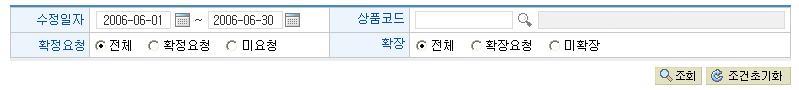 수정일자 2006-06-01 ~ 2006-06-30 상품코드
확정요청 전체 확정요청 미요청 확장 전체 확장요청 미확장
조회 조건초기화